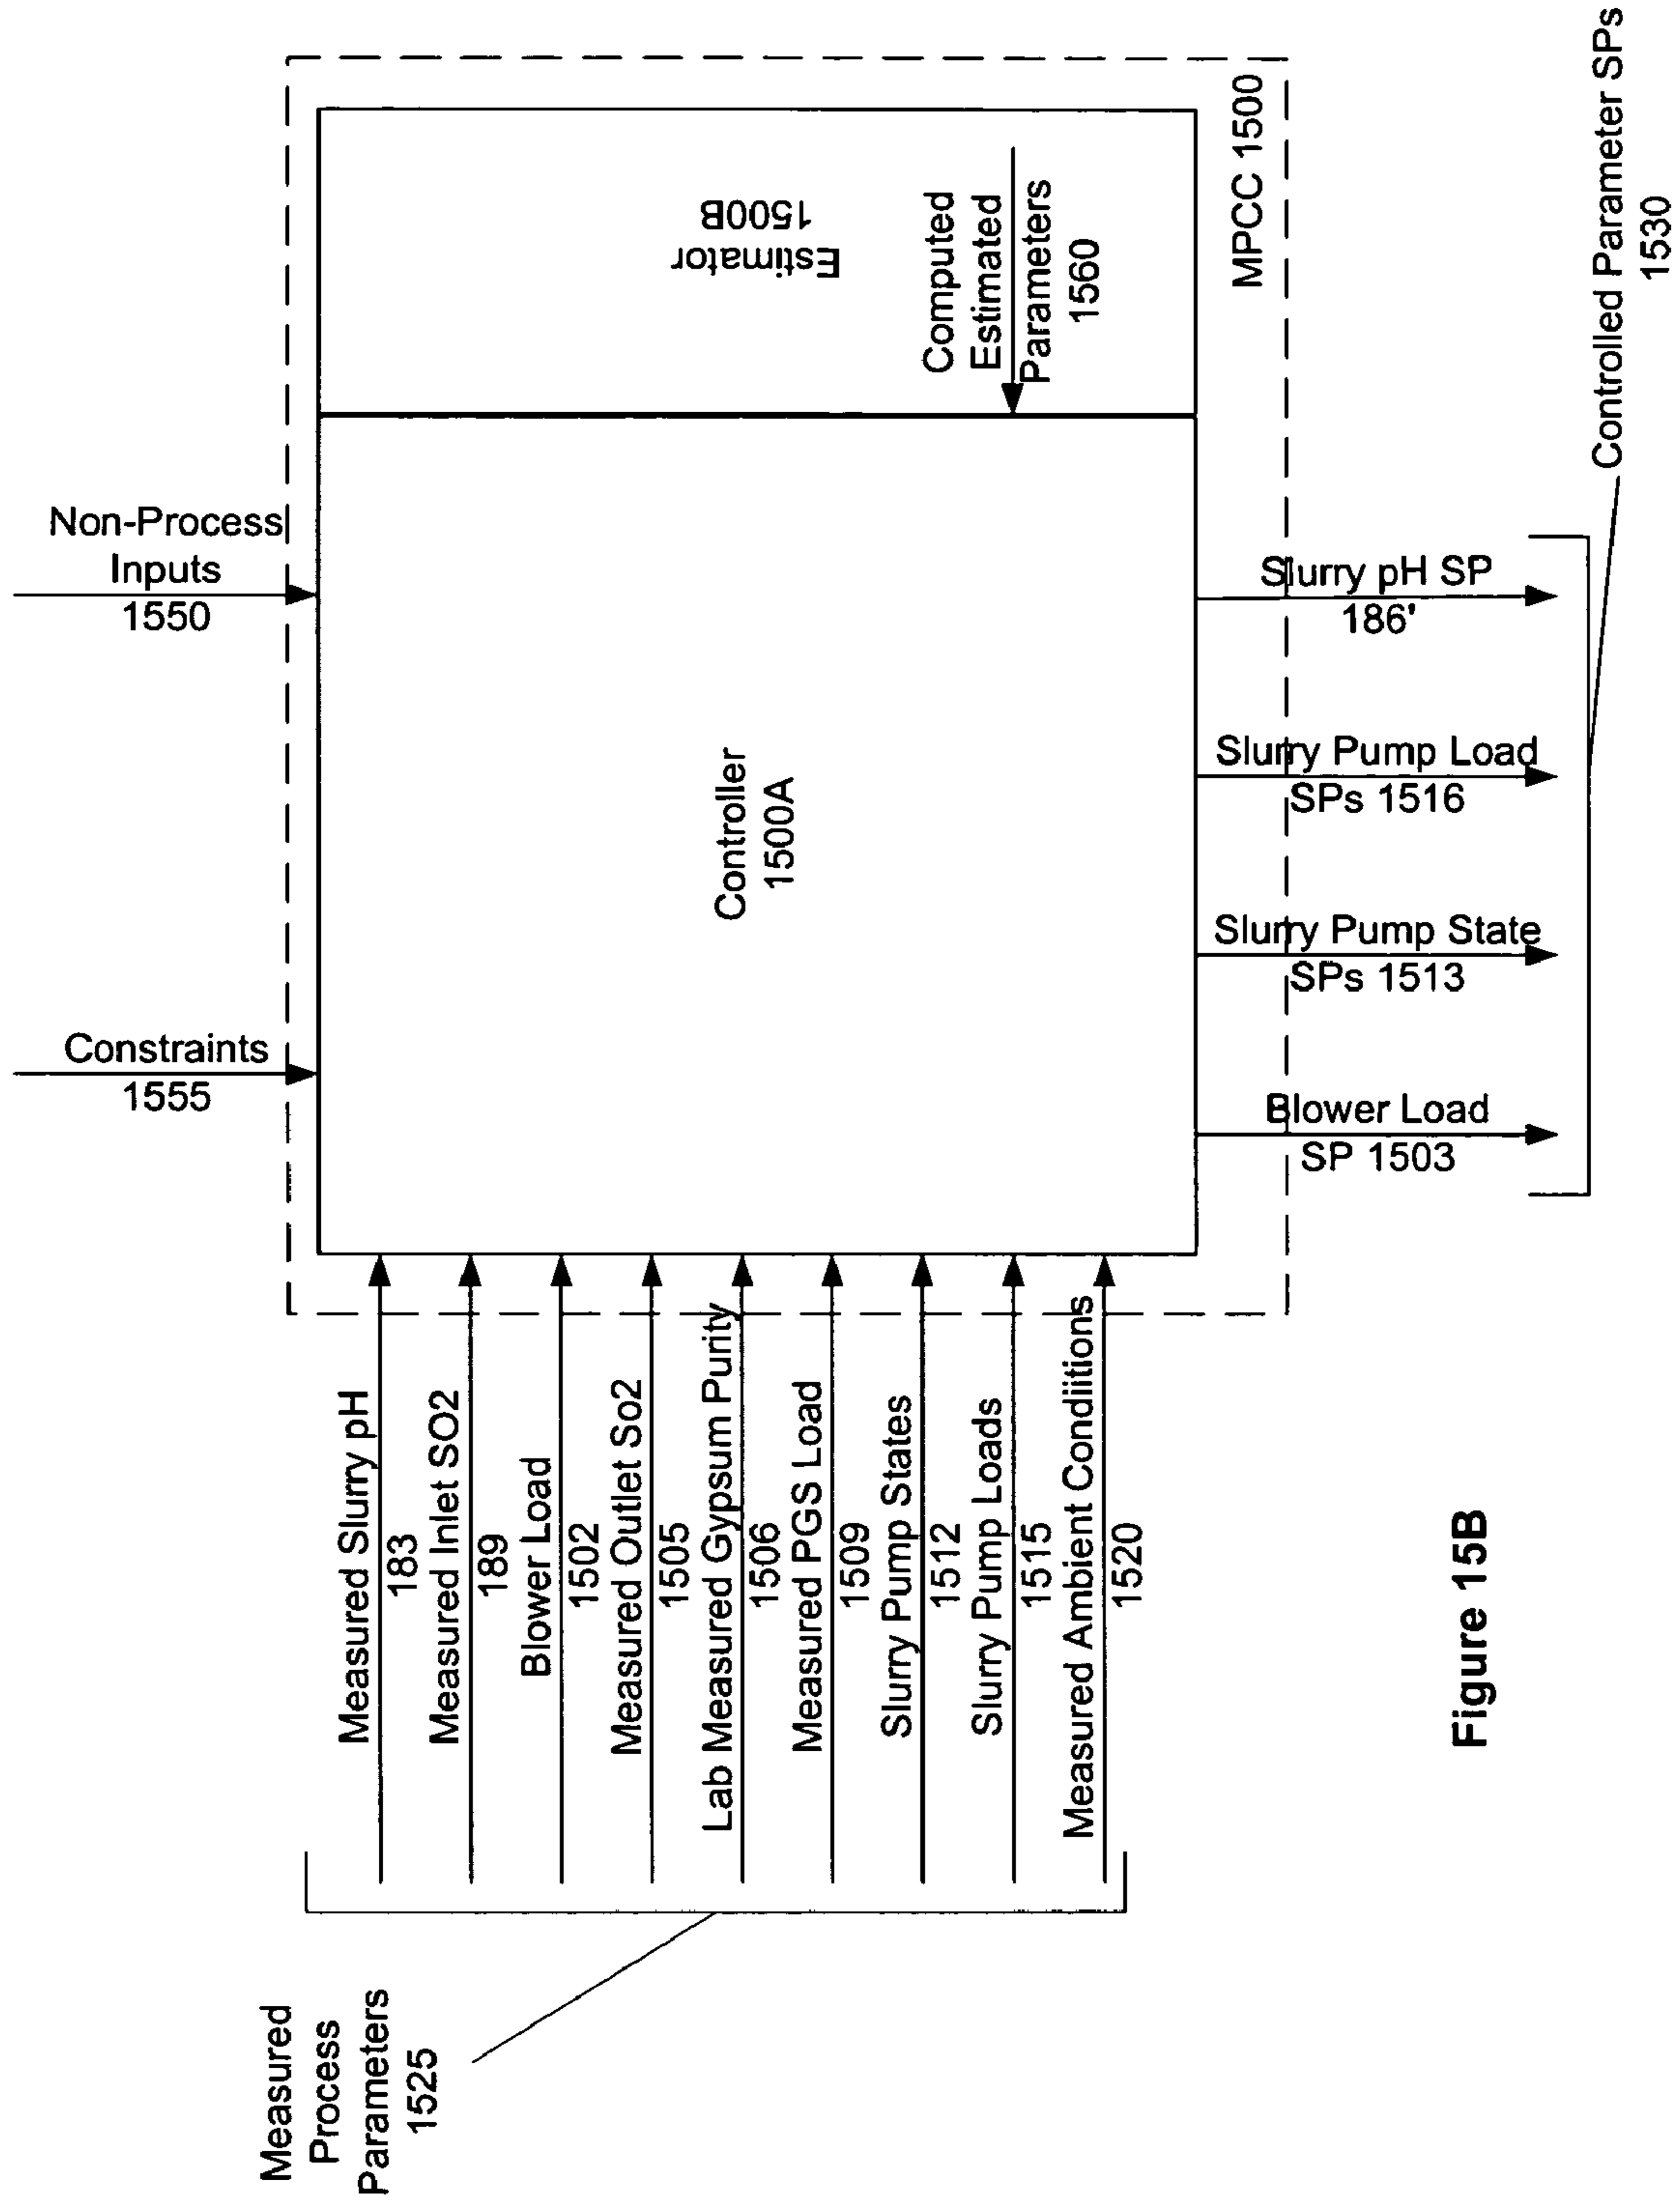 Non-Process
Inputs
1550
Constraints
1555
Measured Slurry pH
183
Measured Inlet SO2
189
Blower Load
1502
Measured Outlet So2
1505
Lab Measured Gypsum Purity
1506
Measured PGS Load
1509
Slurry Pump States
1512
Slurry Pump Loads
1515
Measured Ambient Condiitions
1520
Measured
Process
Parameters
1525
Controller
1500A
Estimator
1500B
Computed
Estimated
Parameters
1560
MPCC 1500
Slurry pH SP
186'
Slurry Pump Load
SPs 1516
Slurry Pump State
SPs 1513
Blower Load
SP 1503
Controlled Parameter SPs
1530
Figure 15B